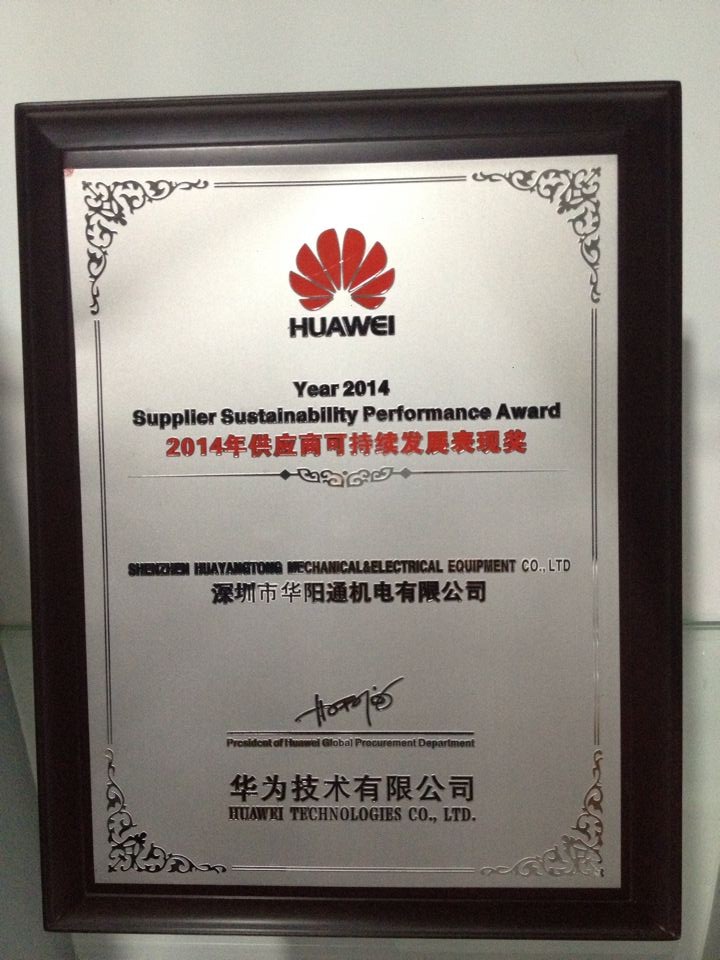 HUAWEI
Year 2014
Supplier Sustainability Performance Award
2014年供应商可持续发展表现奖
SHENZHEN HUAYANGTONG MECHANICAL&ELECTRICAL EQUIPMENT CO.,LTD
深圳市华阳通机电有限公司
President of Huawei Global Procurement Department
华为技术有限公司
HUAWEI TECHNOLOGIES CO., LTD.